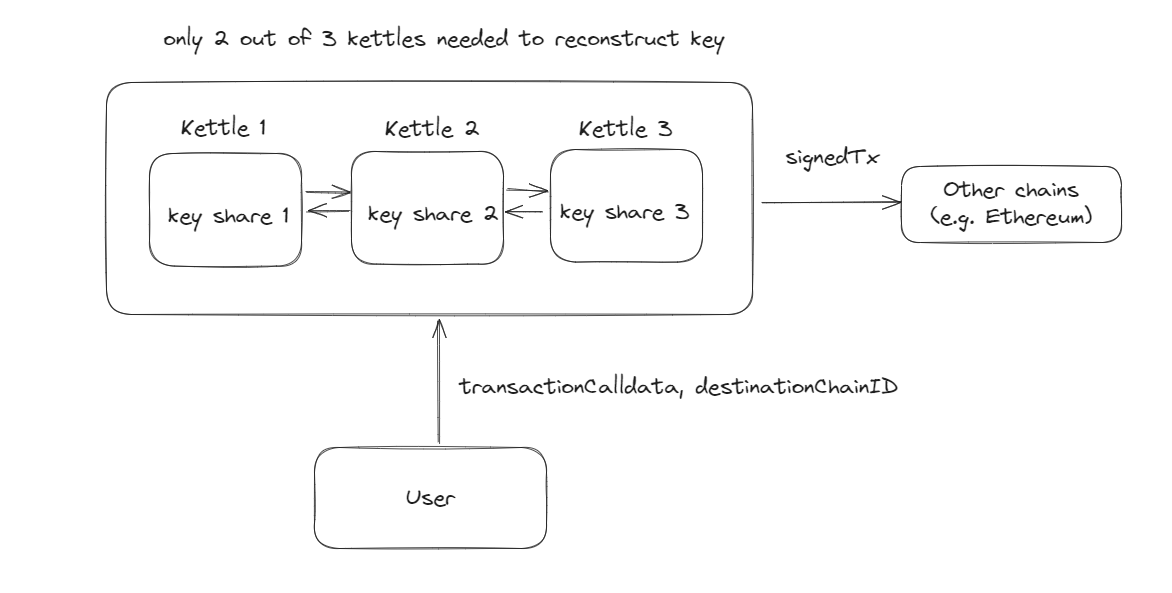 only 2 out of 3 kettles needed to reconstruct key
Kettle 1
Kettle 2
Kettle 3
key share 1
key share 2
key share 3
signedTx
Other chains
(e.g. Ethereum)
transactionCalldata, destinationChainID
User